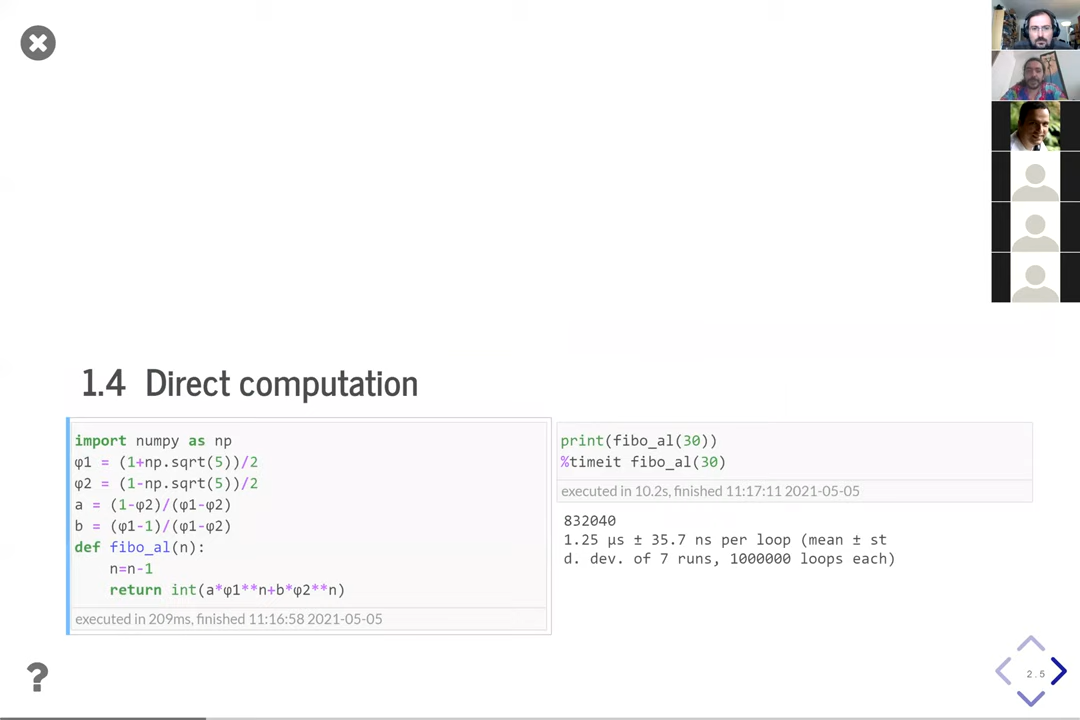 1.4 Direct computation
import numpy as np
φ1 = (1+np.sqrt(5))/2
φ2 = (1-np.sqrt(5))/2
a = (1-φ2)/(φ1-φ2)
b = (φ1-1)/(φ1-φ2)
def fibo_al(n):
    n=n-1
    return int(a*φ1**n+b*φ2**n)
executed in 209ms, finished 11:16:58 2021-05-05
print(fibo_al(30))
%timeit fibo_al(30)
executed in 10.2s, finished 11:17:11 2021-05-05
832040
1.25 µs ± 35.7 ns per loop (mean ± st
d. dev. of 7 runs, 1000000 loops each)
?
2.5